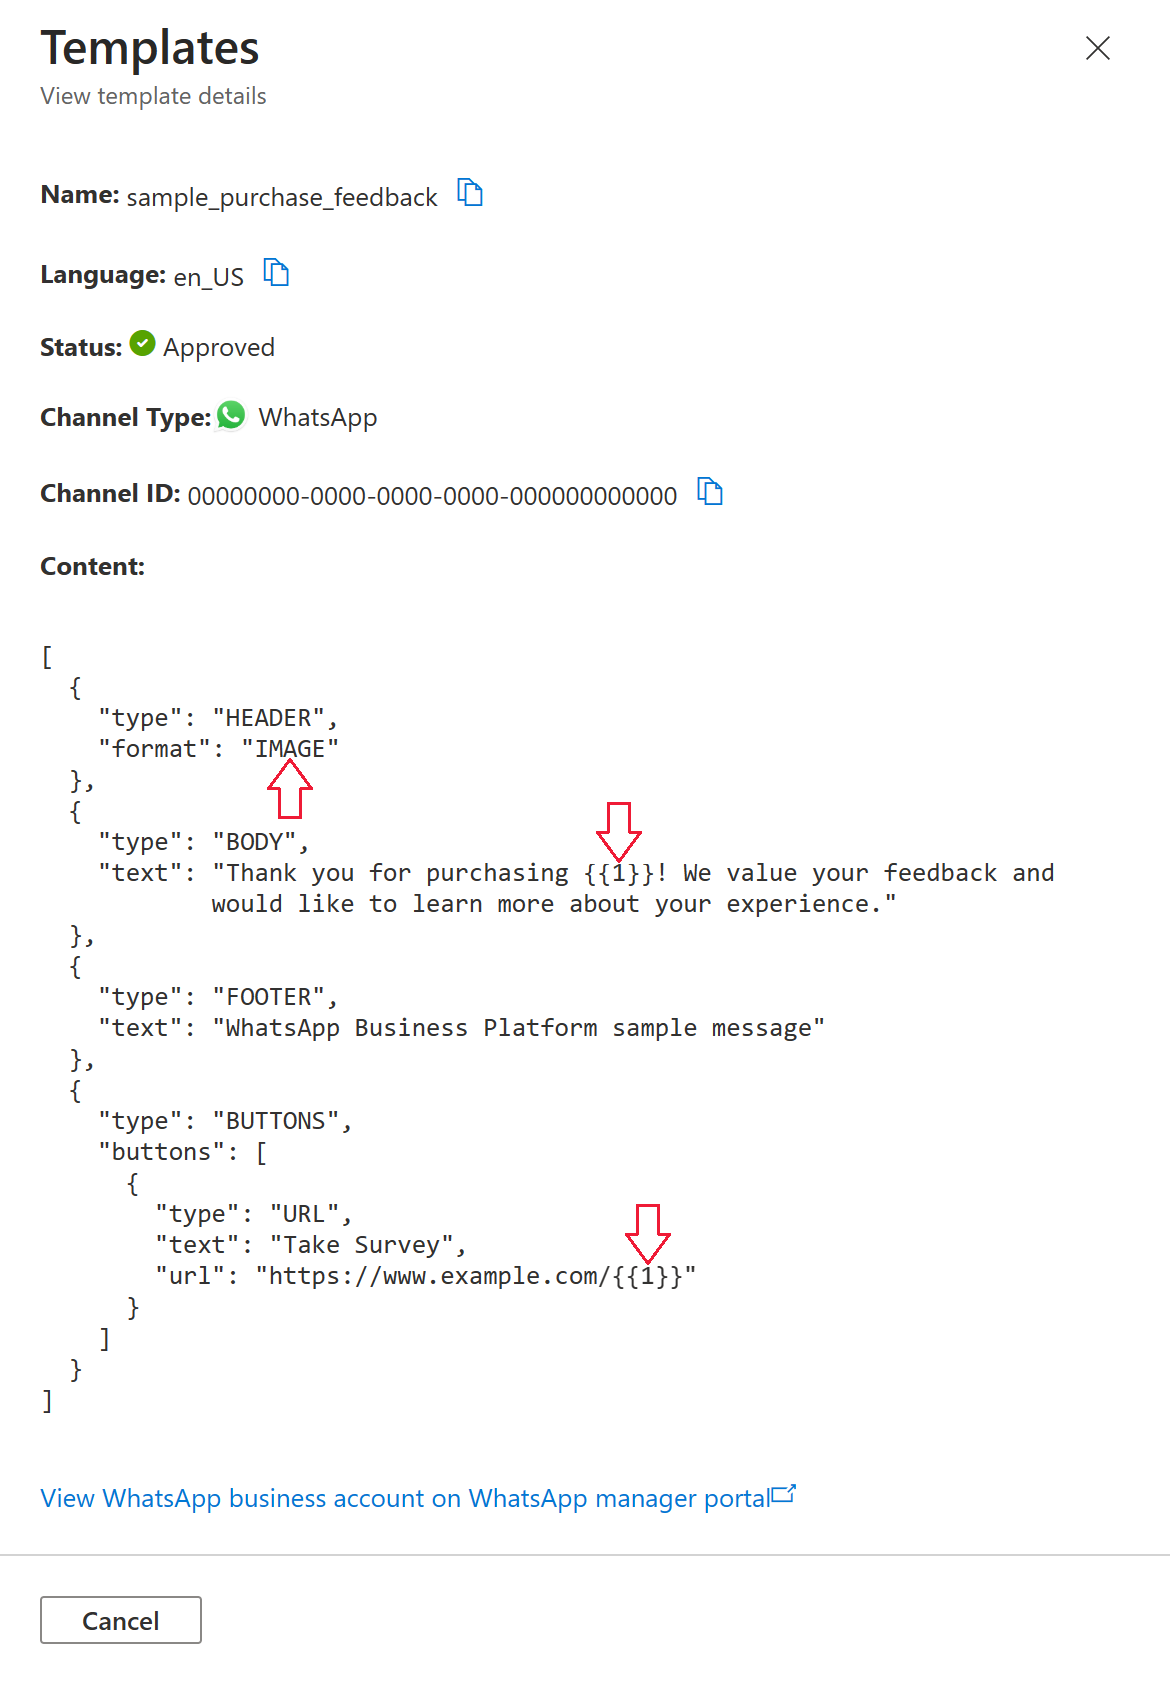 Templates
View template details
Name: sample_purchase_feedback
Language: en_US
Status: Approved
Channel Type: WhatsApp
Channel ID: 00000000-0000-0000-0000-000000000000
Content:
[
  {
    "type": "HEADER",
    "format": "IMAGE"
  },
  {
    "type": "BODY",
    "text": "Thank you for purchasing {{1}}! We value your feedback and
            would like to learn more about your experience."
  },
  {
    "type": "FOOTER",
    "text": "WhatsApp Business Platform sample message"
  },
  {
    "type": "BUTTONS",
    "buttons": [
      {
        "type": "URL",
        "text": "Take Survey",
        "url": "https://www.example.com/{{1}}"
      }
    ]
  }
]
View WhatsApp business account on WhatsApp manager portal
Cancel